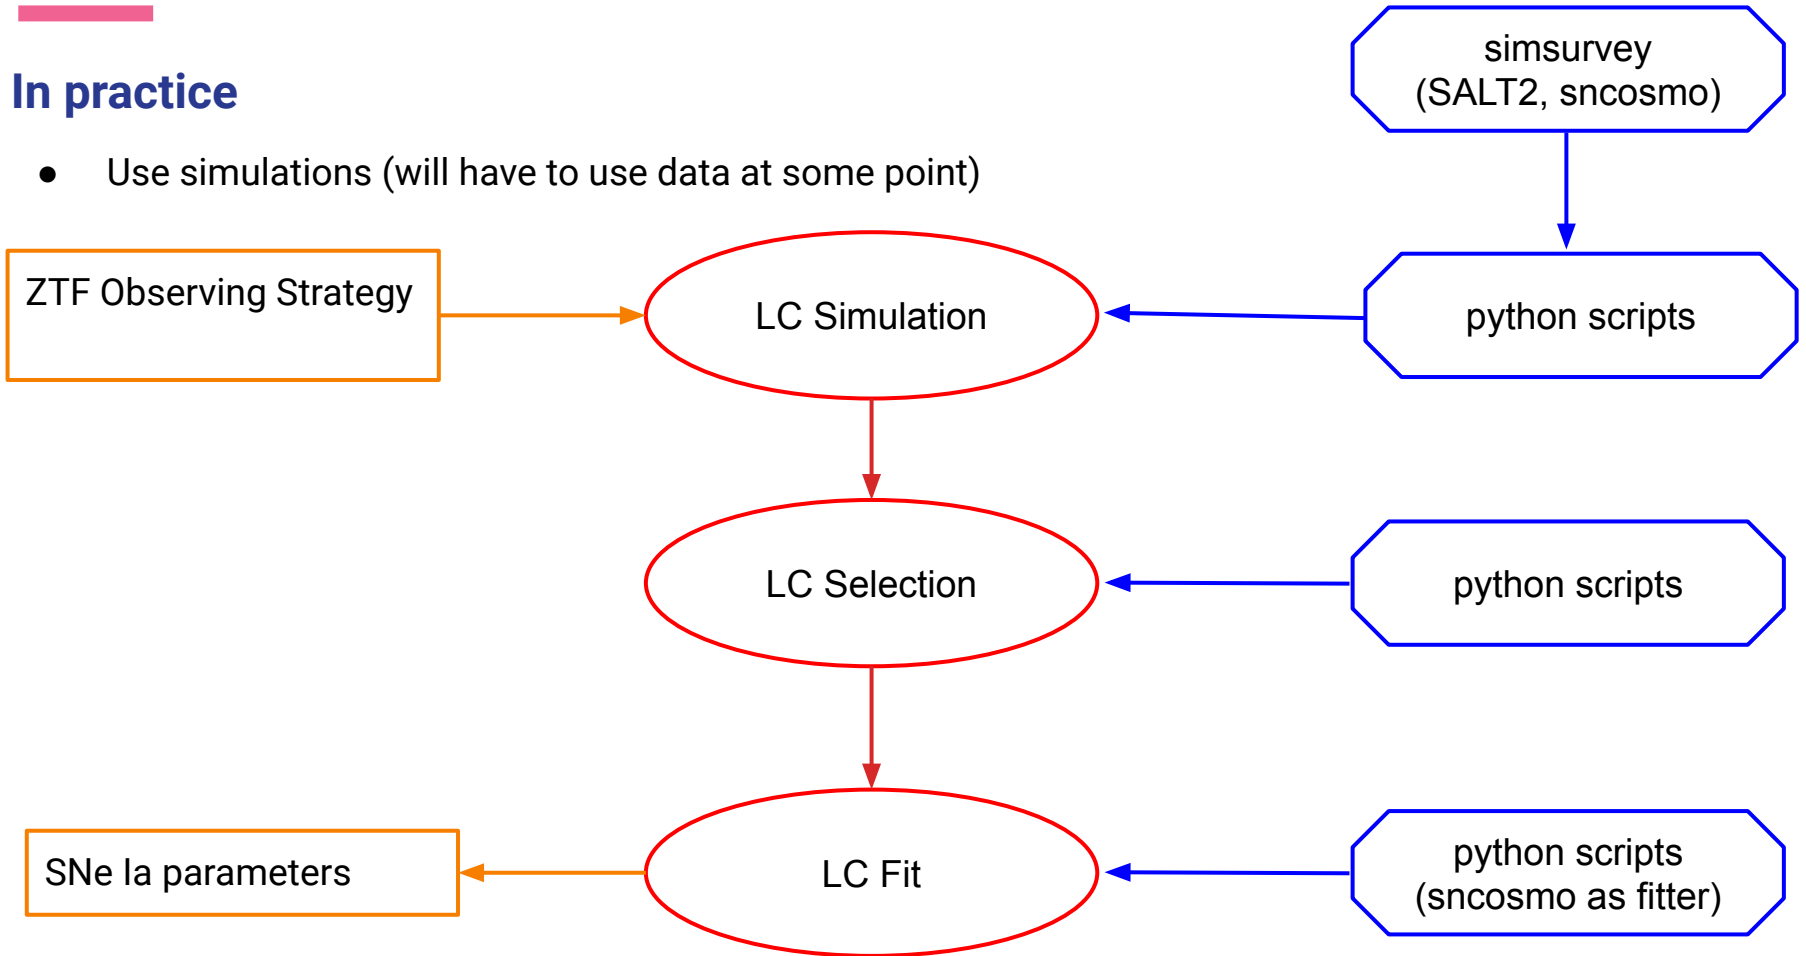 In practice
● Use simulations (will have to use data at some point)
simsurvey
(SALT2, sncosmo)
ZTF Observing Strategy
LC Simulation
python scripts
LC Selection
python scripts
SNe Ia parameters
LC Fit
python scripts
(sncosmo as fitter)